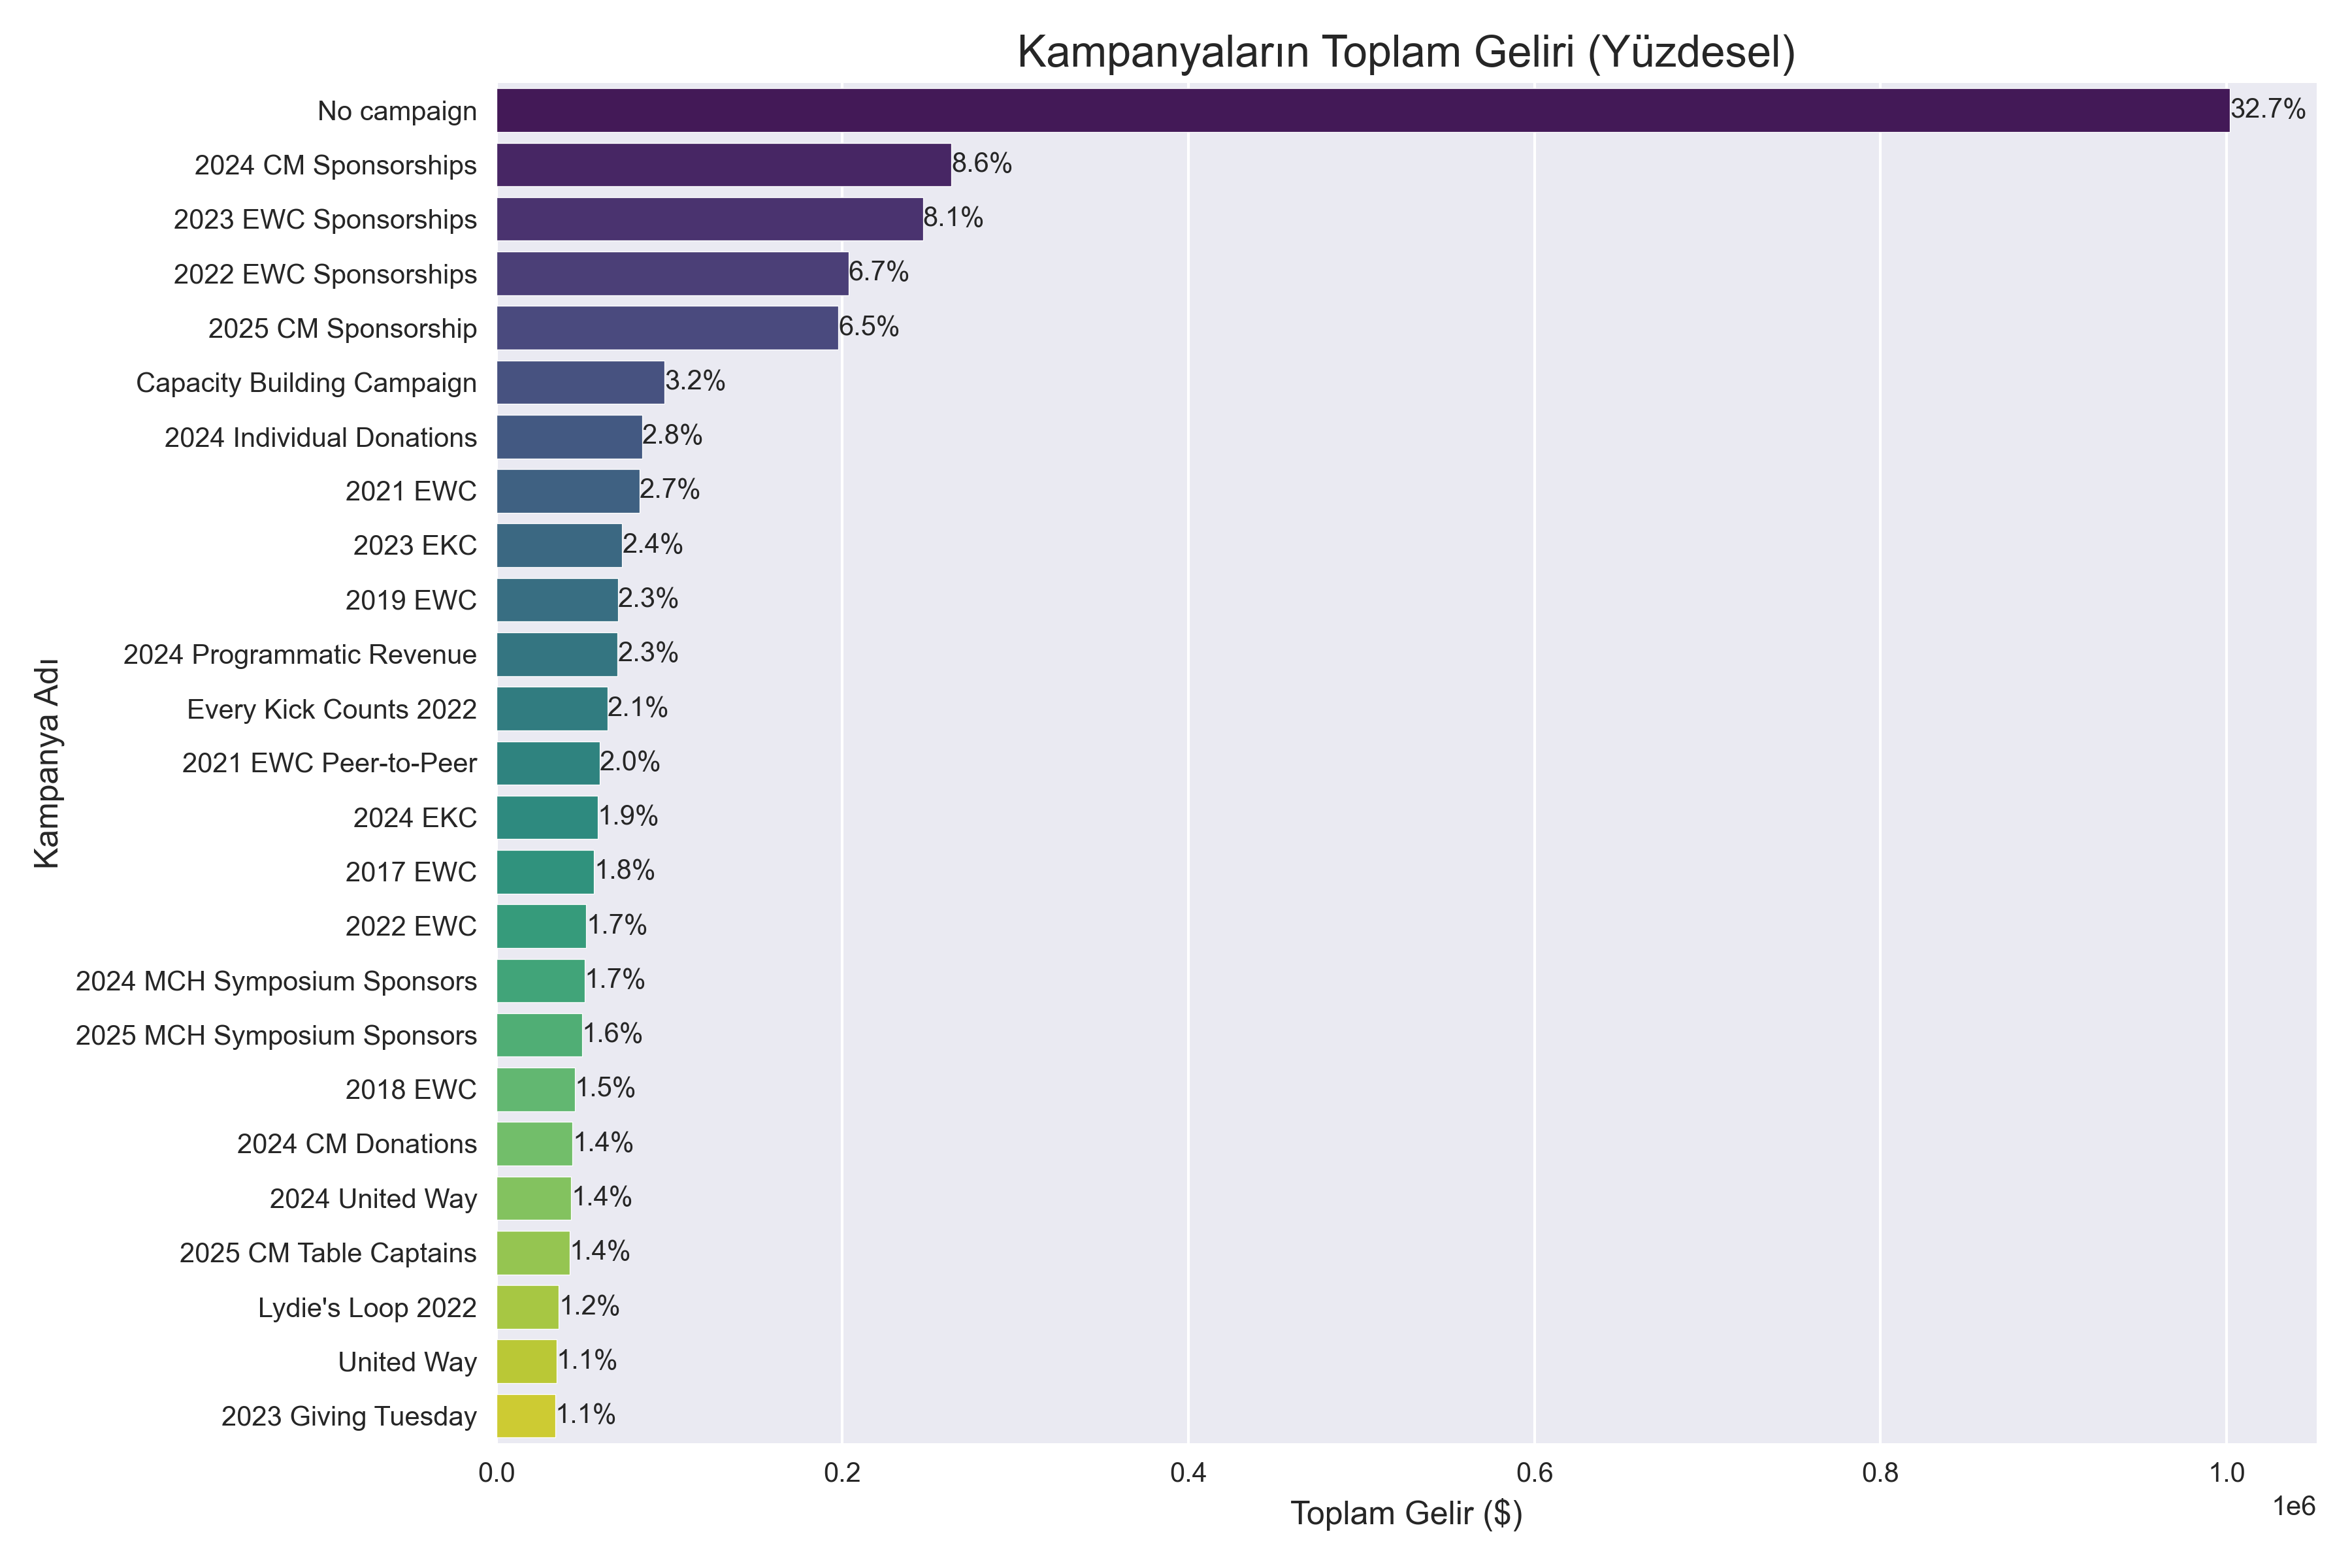 Kampanyaların Toplam Geliri (Yüzdesel)
No campaign 32.7%
2024 CM Sponsorships 8.6%
2023 EWC Sponsorships 8.1%
2022 EWC Sponsorships 6.7%
2025 CM Sponsorship 6.5%
Capacity Building Campaign 3.2%
2024 Individual Donations 2.8%
2021 EWC 2.7%
2023 EKC 2.4%
2019 EWC 2.3%
2024 Programmatic Revenue 2.3%
Every Kick Counts 2022 2.1%
2021 EWC Peer-to-Peer 2.0%
2024 EKC 1.9%
2017 EWC 1.8%
2022 EWC 1.7%
2024 MCH Symposium Sponsors 1.7%
2025 MCH Symposium Sponsors 1.6%
2018 EWC 1.5%
2024 CM Donations 1.4%
2024 United Way 1.4%
2025 CM Table Captains 1.4%
Lydie's Loop 2022 1.2%
United Way 1.1%
2023 Giving Tuesday 1.1%
Kampanya Adı
0.0 0.2 0.4 0.6 0.8 1.0
1e6
Toplam Gelir ($)